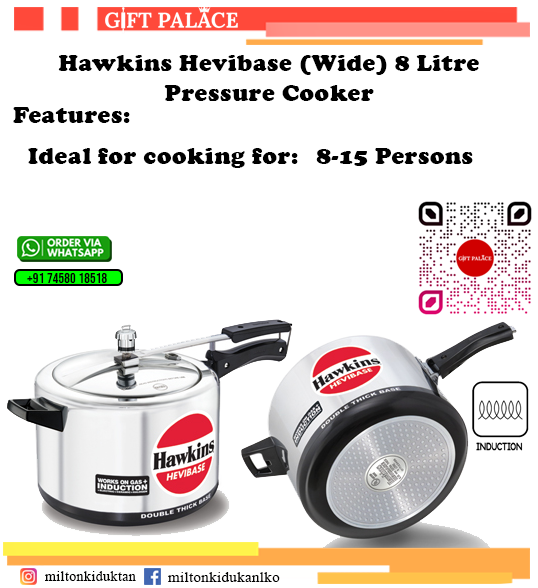 GIFT PALACE
Hawkins Hevibase (Wide) 8 Litre
Pressure Cooker
Features:
Ideal for cooking for: 8-15 Persons
ORDER VIA
WHATSAPP
+91 74580 18518
GIFT PALACE
Hawkins
HEVIBASE
WORKS ON GAS +
INDUCTION
DOUBLE THICK BASE
Hawkins
HEVIBASE
INDUCTION
DOUBLE THICK BASE
INDUCTION
miltonkiduktan
miltonkidukanlko